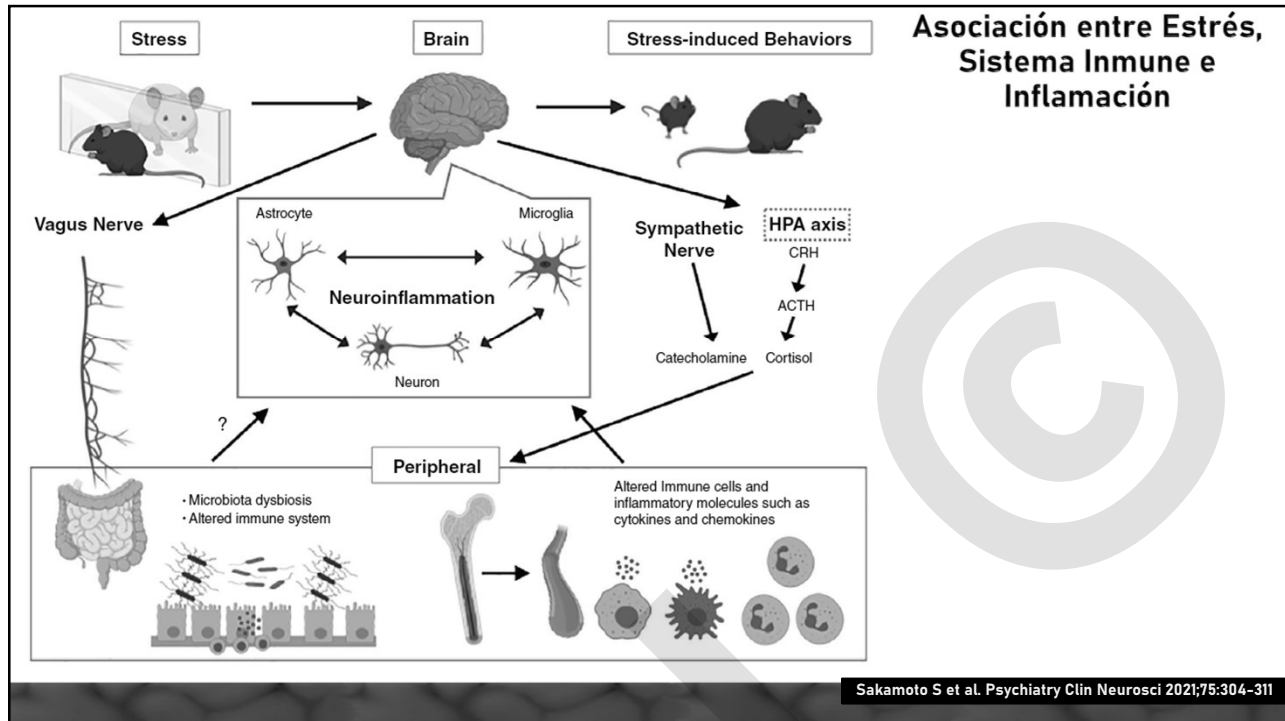 Asociación entre Estrés,
Sistema Inmune e
Inflamación
Stress
Brain
Stress-induced Behaviors
Vagus Nerve
Astrocyte
Microglia
Neuroinflammation
Neuron
Sympathetic
Nerve
HPA axis
CRH
ACTH
Catecholamine
Cortisol
?
Peripheral
• Microbiota dysbiosis
• Altered immune system
Altered Immune cells and
inflammatory molecules such as
cytokines and chemokines
©
Sakamoto S et al. Psychiatry Clin Neurosci 2021;75:304-311